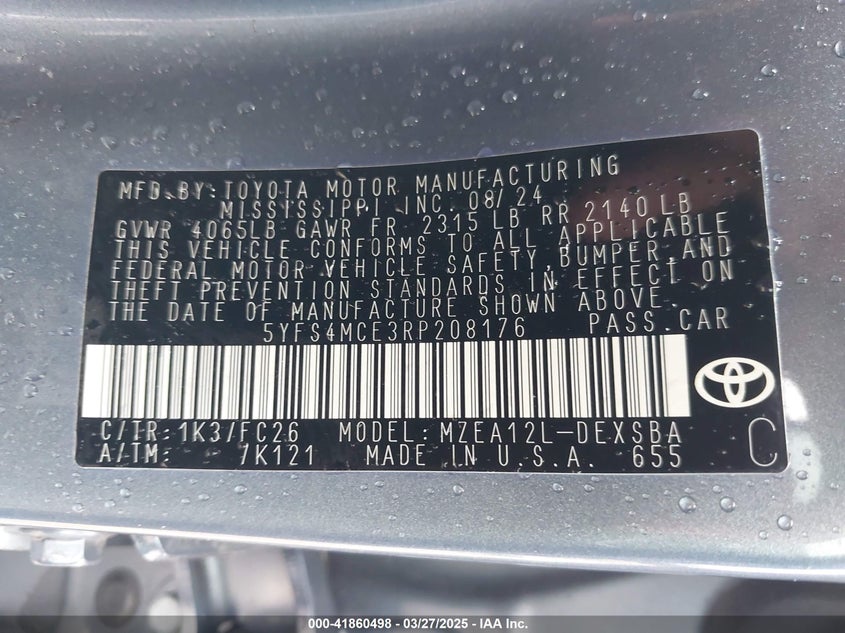 MFD. BY: TOYOTA MOTOR MANUFACTURING
MISSISSIPPI, INC. 08/24
GVWR 4065LB GAWR FR 2315 LB RR 2140 LB
THIS VEHICLE CONFORMS TO ALL APPLICABLE
FEDERAL MOTOR VEHICLE SAFETY, BUMPER, AND
THEFT PREVENTION STANDARDS IN EFFECT ON
THE DATE OF MANUFACTURE SHOWN ABOVE.
5YFS4MCE3RP208176 PASS. CAR
C/TR: 1K3/FC26 MODEL: MZEA12L-DEXSBA
A/TM: 7K121 MADE IN U.S.A. 655
C
000-41860498 | 03/27/2025 | IAA Inc.